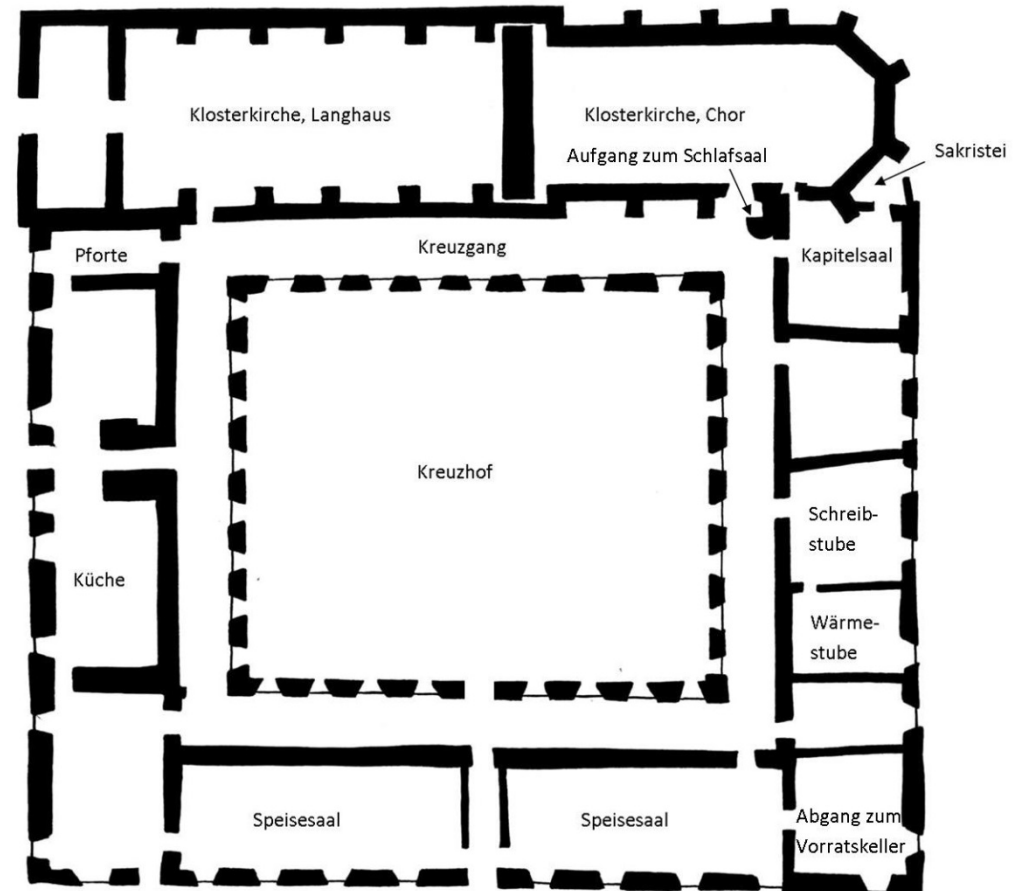 Klosterkirche, Langhaus
Klosterkirche, Chor
Aufgang zum Schlafsaal
Sakristei
Pforte
Kreuzgang
Kapitelsaal
Kreuzhof
Schreib-
stube
Küche
Wärme-
stube
Speisesaal
Speisesaal
Abgang zum
Vorratskeller